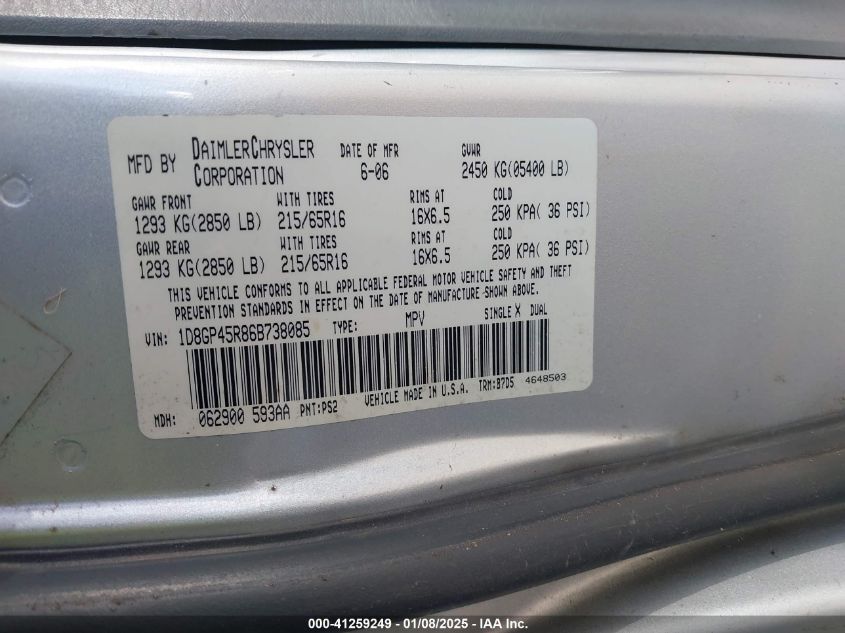 MFD BY DAIMLERCHRYSLER CORPORATION DATE OF MFR 6-06 GVWR 2450 KG(05400 LB)
GAWR FRONT WITH TIRES RIMS AT COLD
1293 KG(2850 LB) 215/65R16 16X6.5 250 KPA( 36 PSI)
GAWR REAR WITH TIRES RIMS AT COLD
1293 KG(2850 LB) 215/65R16 16X6.5 250 KPA( 36 PSI)
THIS VEHICLE CONFORMS TO ALL APPLICABLE FEDERAL MOTOR VEHICLE SAFETY AND THEFT
PREVENTION STANDARDS IN EFFECT ON THE DATE OF MANUFACTURE SHOWN ABOVE.
VIN: 1D8GP45R86B738085 TYPE: MPV SINGLE X DUAL
MDH: 062900 593AA PNT:PS2 VEHICLE MADE IN U.S.A. TRM:B7D5 4648503
000-41259249 - 01/08/2025 - IAA Inc.